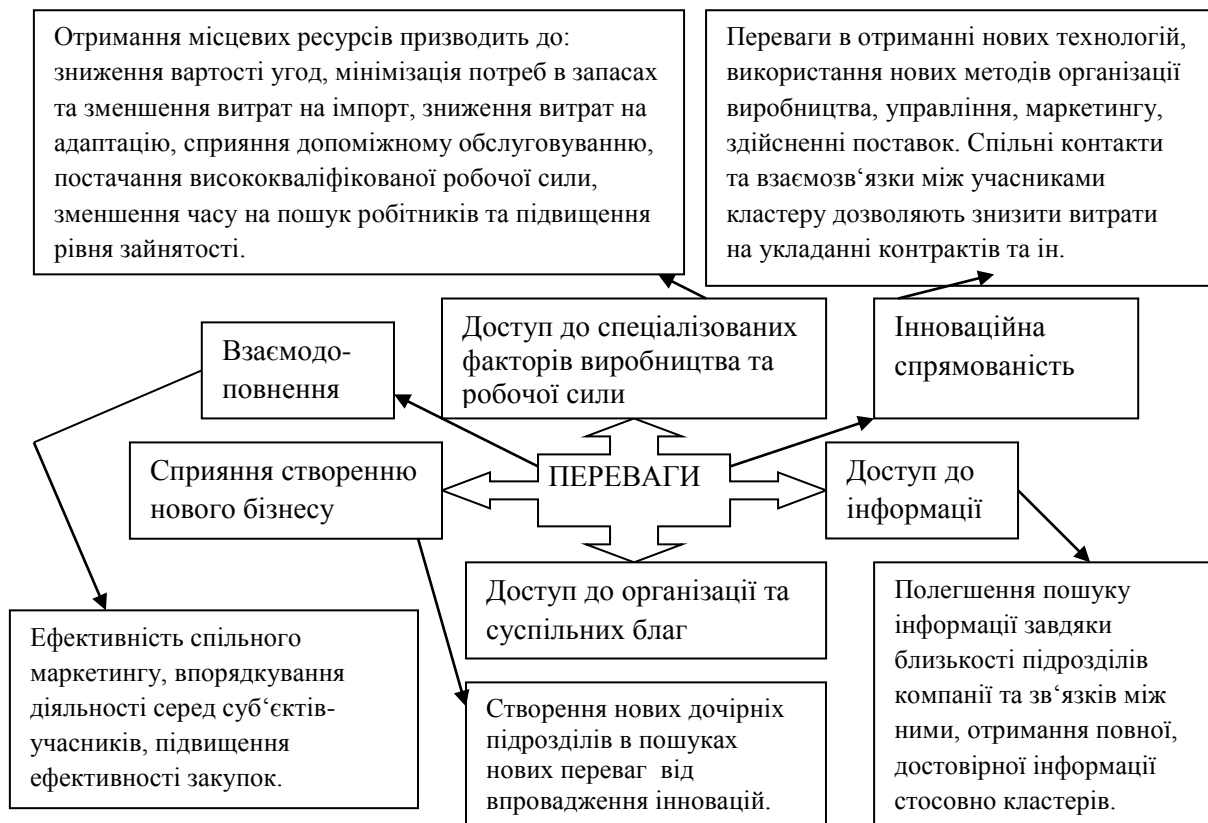 Отримання місцевих ресурсів призводить до:
зниження вартості угод, мінімізація потреб в запасах
та зменшення витрат на імпорт, зниження витрат на
адаптацію, сприяння допоміжному обслуговуванню,
постачання висококваліфікованої робочої сили,
зменшення часу на пошук робітників та підвищення
рівня зайнятості.
Переваги в отриманні нових технологій,
використання нових методів організації
виробництва, управління, маркетингу,
здійсненні поставок. Спільні контакти
та взаємозв‘язки між учасниками
кластеру дозволяють знизити витрати
на укладанні контрактів та ін.
Взаємодо-
повнення
Доступ до спеціалізованих
факторів виробництва та
робочої сили
Інноваційна
спрямованість
Сприяння створенню
нового бізнесу
ПЕРЕВАГИ
Доступ до
інформації
Доступ до організації та
суспільних благ
Ефективність спільного
маркетингу, впорядкування
діяльності серед суб‘єктів-
учасників, підвищення
ефективності закупок.
Створення нових дочірніх
підрозділів в пошуках
нових переваг від
впровадження інновацій.
Полегшення пошуку
інформації завдяки
близькості підрозділів
компанії та зв‘язків між
ними, отримання повної,
достовірної інформації
стосовно кластерів.